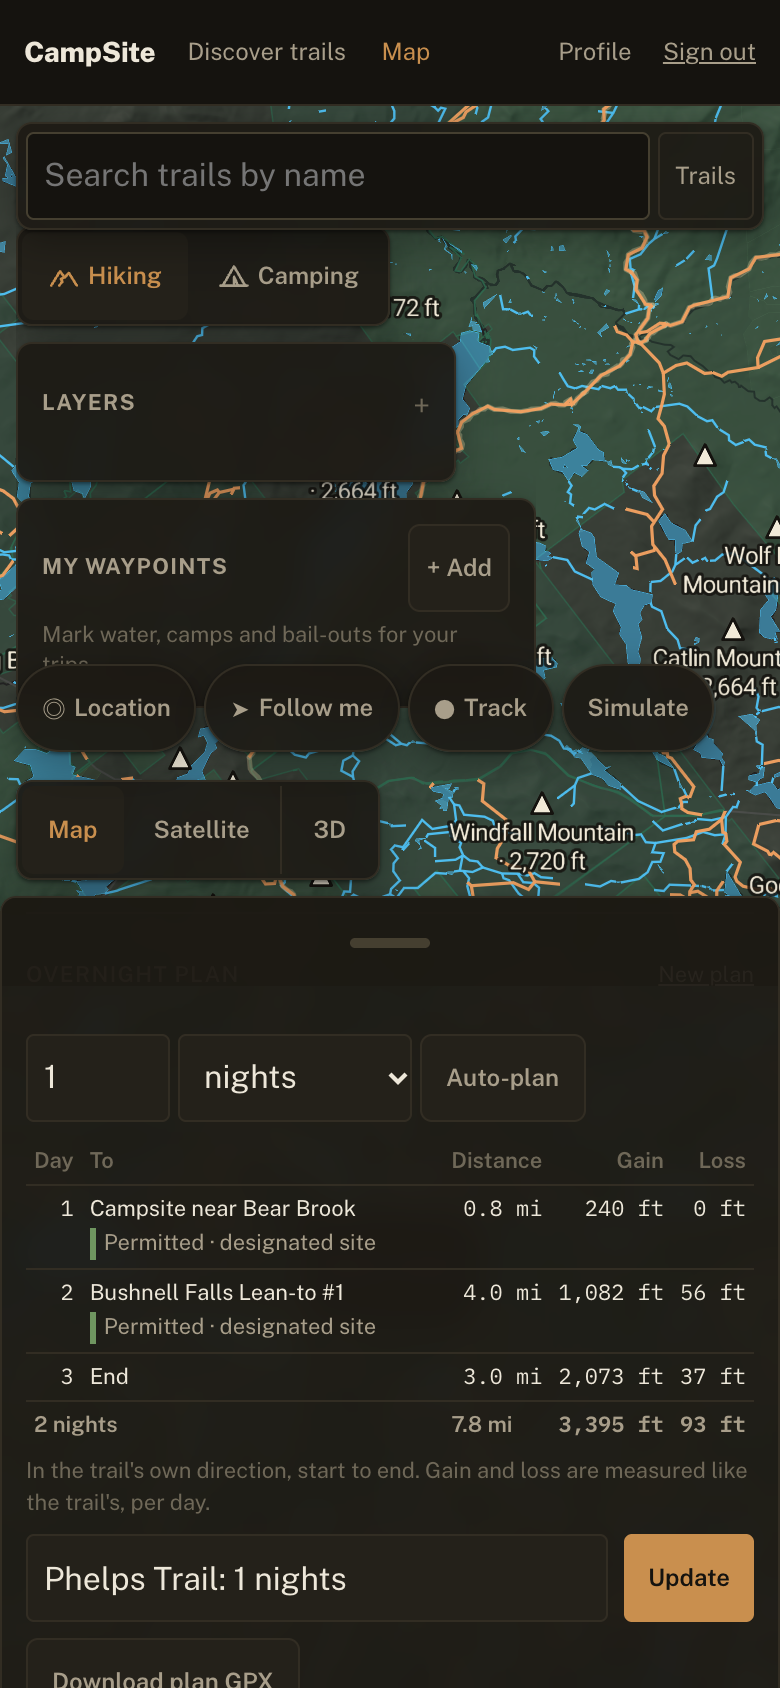 CampSite Discover trails Map Profile Sign out
Search trails by name Trails
Hiking Camping
72 ft
LAYERS +
2,664 ft
MY WAYPOINTS + Add
ft
Wolf
Mountain
Mark water, camps and bail-outs for your
trips.
ft
Catlin Mount
,664 ft
Location Follow me Track Simulate
Map Satellite 3D
Windfall Mountain
2,720 ft
Goo
OVERNIGHT PLAN New plan
1 nights Auto-plan
Day To Distance Gain Loss
1 Campsite near Bear Brook 0.8 mi 240 ft 0 ft
Permitted · designated site
2 Bushnell Falls Lean-to #1 4.0 mi 1,082 ft 56 ft
Permitted · designated site
3 End 3.0 mi 2,073 ft 37 ft
2 nights 7.8 mi 3,395 ft 93 ft
In the trail's own direction, start to end. Gain and loss are measured like
the trail's, per day.
Phelps Trail: 1 nights Update
Download plan GPX